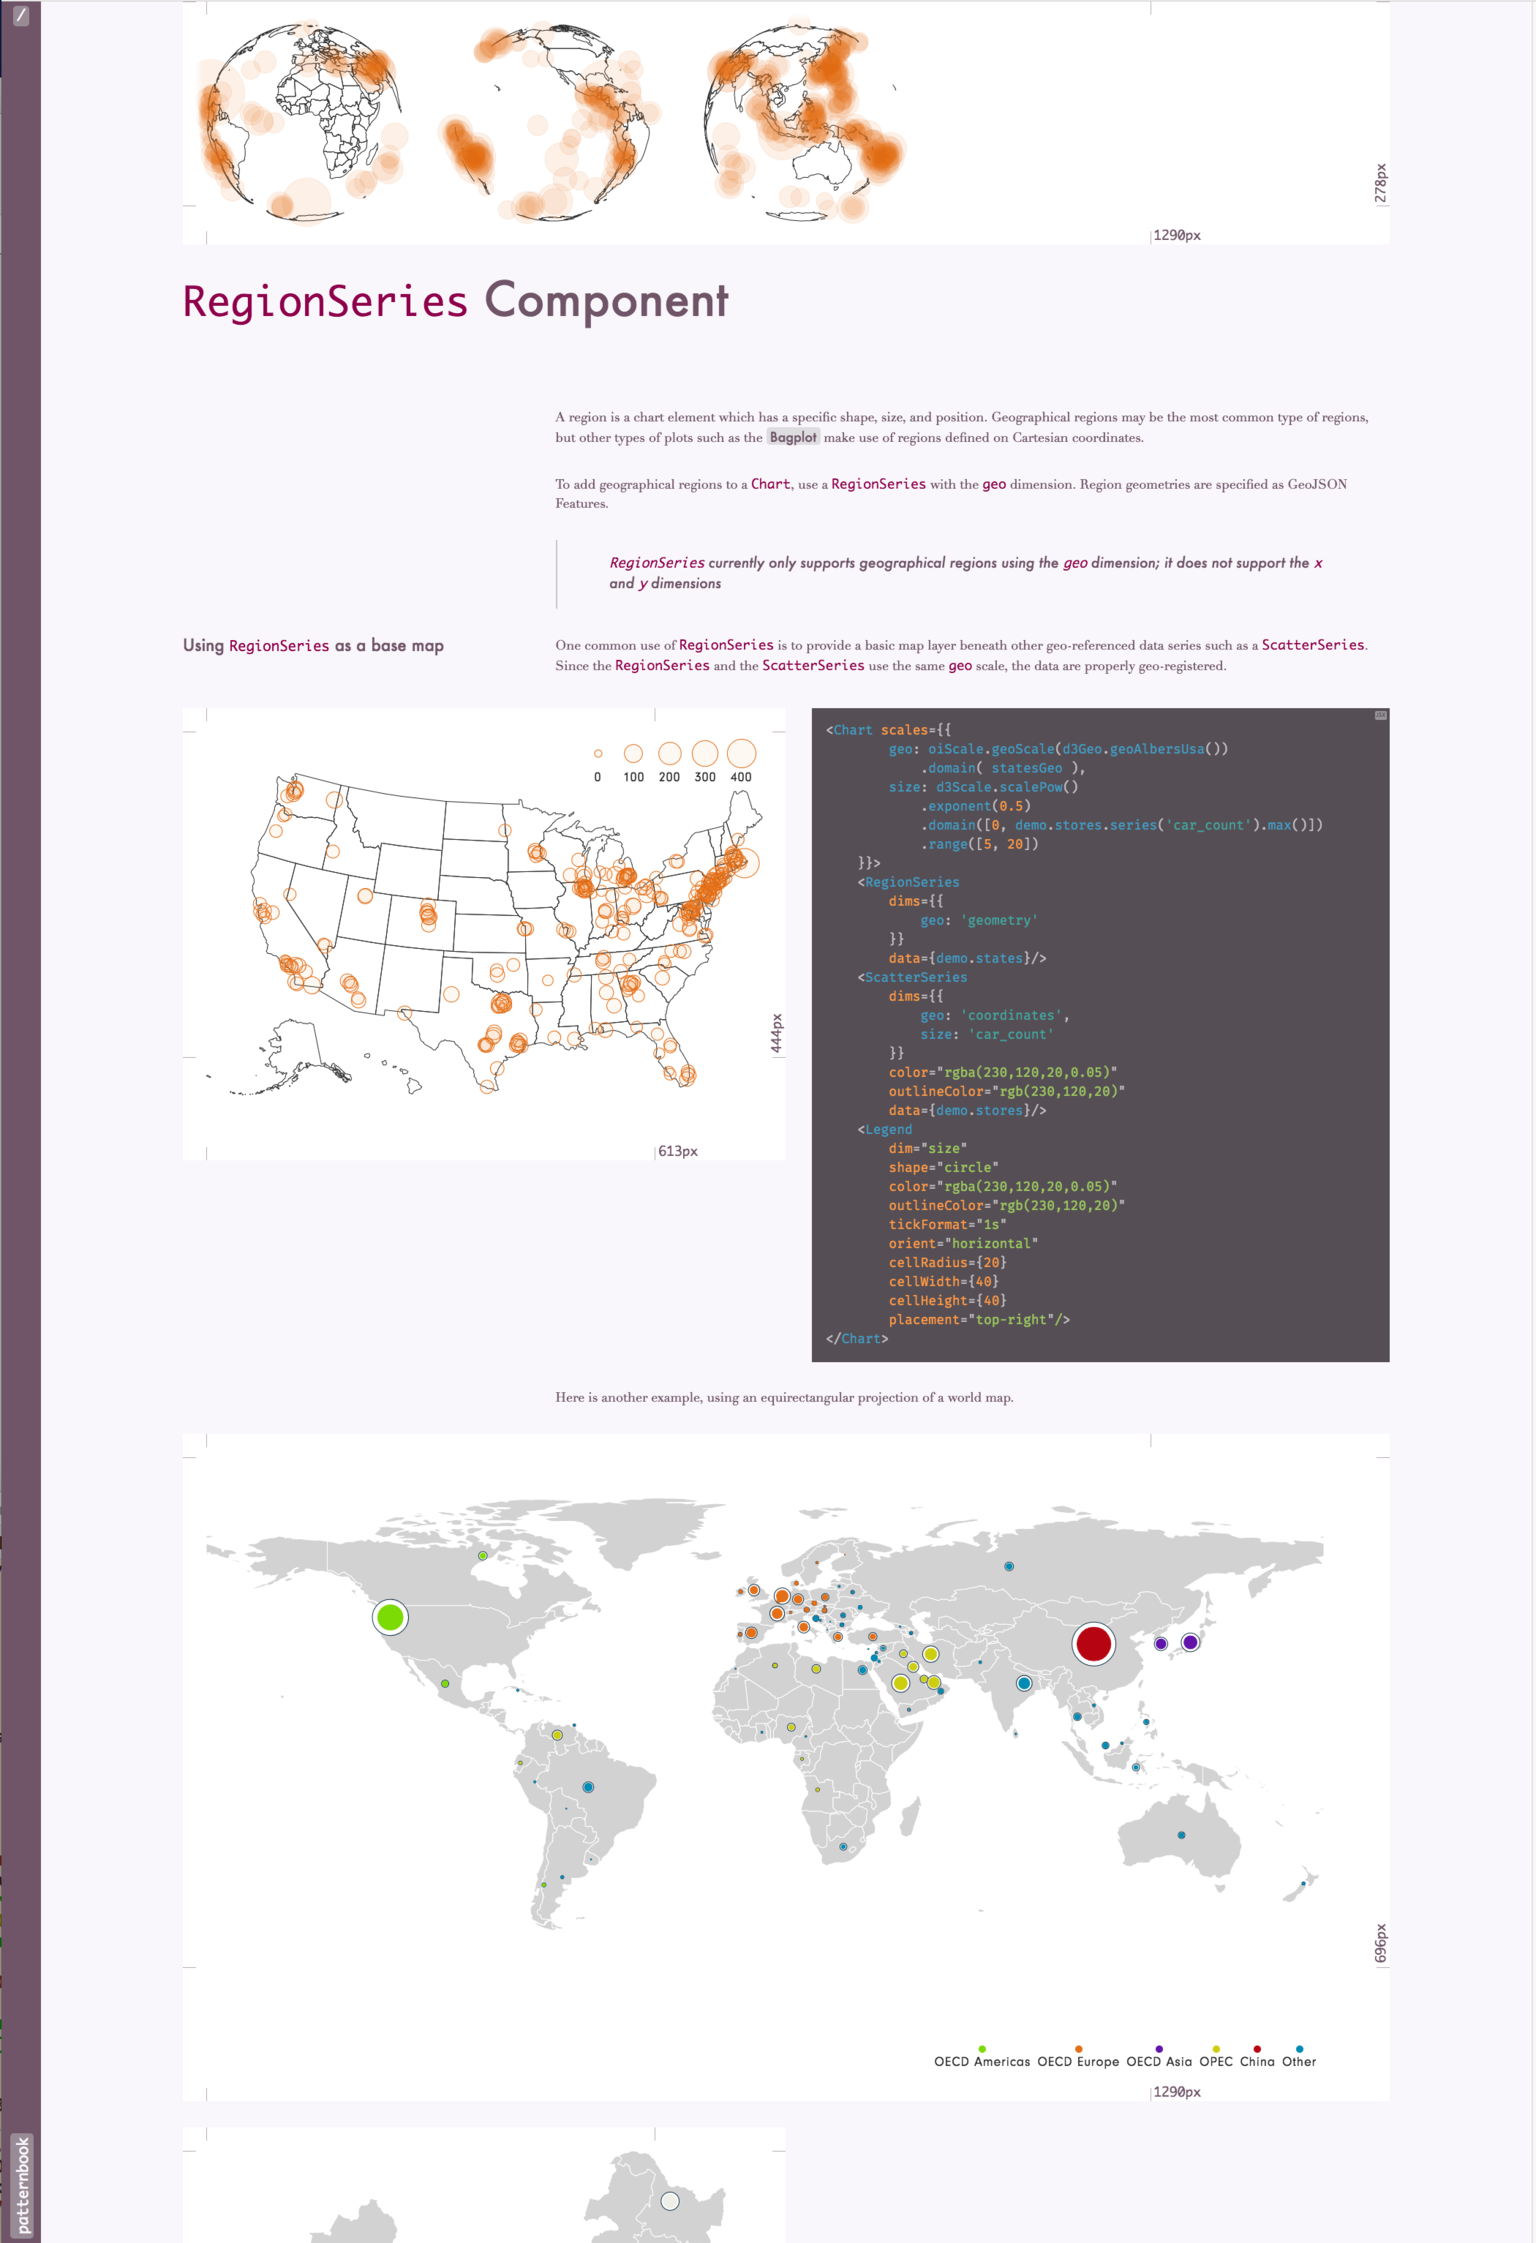 /
278px
1290px
RegionSeries Component
A region is a chart element which has a specific shape, size, and position. Geographical regions may be the most common type of regions,
but other types of plots such as the Bagplot make use of regions defined on Cartesian coordinates.
To add geographical regions to a Chart, use a RegionSeries with the geo dimension. Region geometries are specified as GeoJSON
Features.
RegionSeries currently only supports geographical regions using the geo dimension; it does not support the x
and y dimensions
Using RegionSeries as a base map
One common use of RegionSeries is to provide a basic map layer beneath other geo-referenced data series such as a ScatterSeries.
Since the RegionSeries and the ScatterSeries use the same geo scale, the data are properly geo-registered.
0 100 200 300 400
444px
613px
<Chart scales={{
        geo: oiScale.geoScale(d3Geo.geoAlbersUsa())
            .domain( statesGeo ),
        size: d3Scale.scalePow()
            .exponent(0.5)
            .domain([0, demo.stores.series('car_count').max()])
            .range([5, 20])
    }}>
    <RegionSeries
        dims={{
            geo: 'geometry'
        }}
        data={demo.states}/>
    <ScatterSeries
        dims={{
            geo: 'coordinates',
            size: 'car_count'
        }}
        color="rgba(230,120,20,0.05)"
        outlineColor="rgb(230,120,20)"
        data={demo.stores}/>
    <Legend
        dim="size"
        shape="circle"
        color="rgba(230,120,20,0.05)"
        outlineColor="rgb(230,120,20)"
        tickFormat="1s"
        orient="horizontal"
        cellRadius={20}
        cellWidth={40}
        cellHeight={40}
        placement="top-right"/>
</Chart>
Here is another example, using an equirectangular projection of a world map.
696px
OECD Americas OECD Europe OECD Asia OPEC China Other
1290px
patternbook